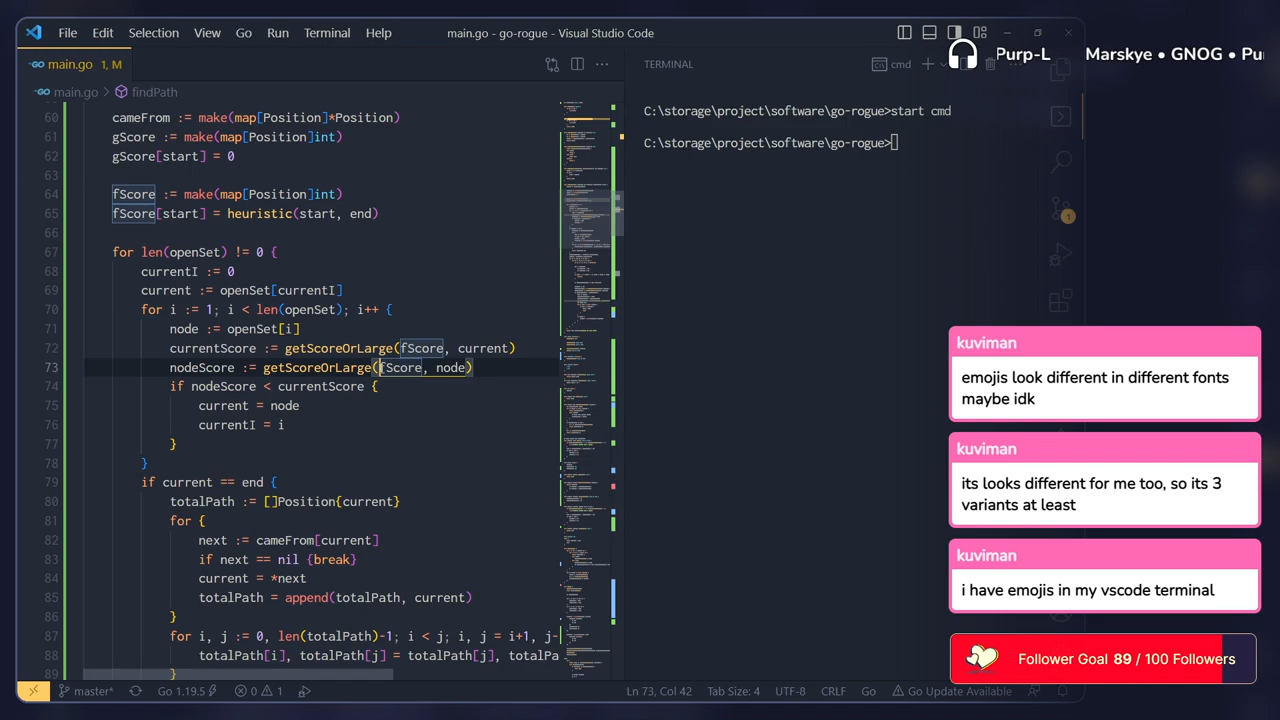 File Edit Selection View Go Run Terminal Help main.go - go-rogue - Visual Studio Code
main.go 1, M
main.go > findPath
60 cameFrom := make(map[Position]*Position)
61 gScore := make(map[Position]int)
62 gScore[start] = 0
63
64 fScore := make(map[Position]int)
65 fScore[start] = heuristic(start, end)
66
67 for len(openSet) != 0 {
68 currentI := 0
69 current := openSet[currentI]
70 for i := 1; i < len(openSet); i++ {
71 node := openSet[i]
72 currentScore := getScoreOrLarge(fScore, current)
73 nodeScore := getScoreOrLarge(fScore, node)
74 if nodeScore < currentScore {
75 current = node
76 currentI = i
77 }
78 }
79 if current == end {
80 totalPath := []Position{current}
81 for {
82 next := cameFrom[current]
83 if next == nil {break}
84 current = *next
85 totalPath = append(totalPath, current)
86 }
87 for i, j := 0, len(totalPath)-1; i < j; i, j = i+1, j-
88 totalPath[i], totalPath[j] = totalPath[j], totalPa
89 }
TERMINAL
cmd
C:\storage\project\software\go-rogue>start cmd
C:\storage\project\software\go-rogue>
Purp-L Marskye • GNOG • Pu
1
kuviman
emojis look different in different fonts
maybe idk
kuviman
its looks different for me too, so its 3
variants at least
kuviman
i have emojis in my vscode terminal
Follower Goal 89 / 100 Followers
master* Go 1.19.5 0 1 Ln 73, Col 42 Tab Size: 4 UTF-8 CRLF Go Go Update Available